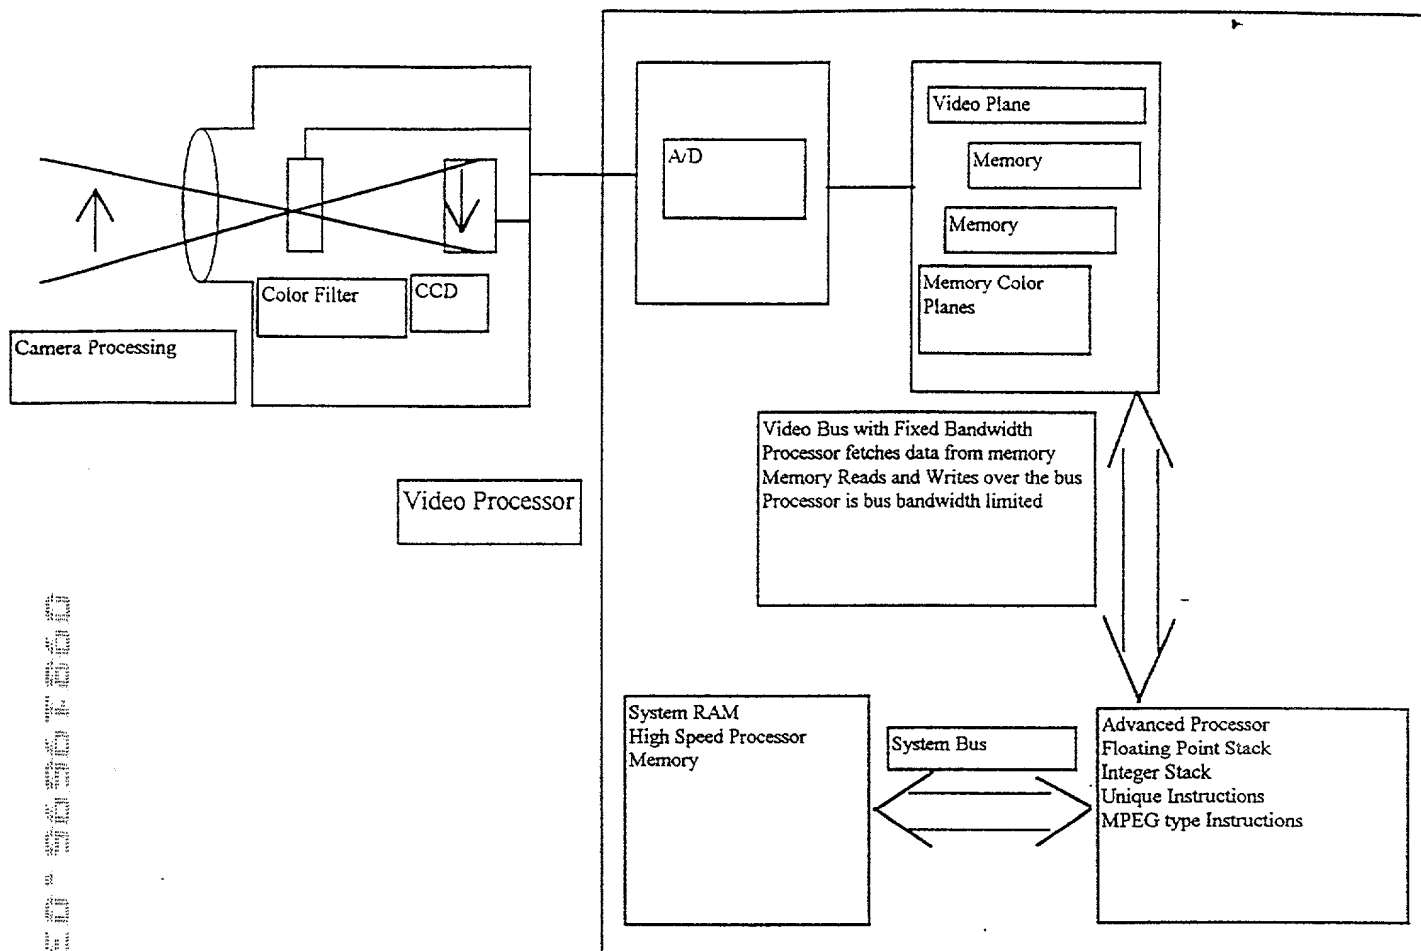 Video Plane
A/D
Memory
Memory
Color Filter
CCD
Memory Color
Planes
Camera Processing
Video Bus with Fixed Bandwidth
Processor fetches data from memory
Memory Reads and Writes over the bus
Processor is bus bandwidth limited
Video Processor
System RAM
High Speed Processor
Memory
System Bus
Advanced Processor
Floating Point Stack
Integer Stack
Unique Instructions
MPEG type Instructions